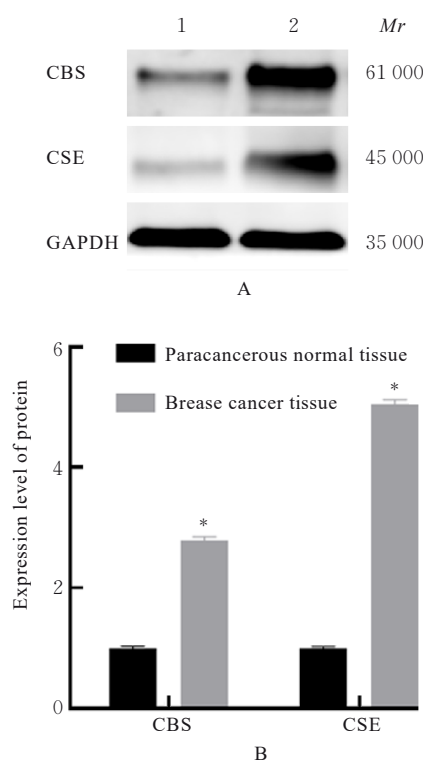 1 2 Mr
CBS 61 000
CSE 45 000
GAPDH 35 000
A
6
4
2
0
Expression level of protein
Paracancerous normal tissue
Brease cancer tissue
*
*
CBS CSE
B